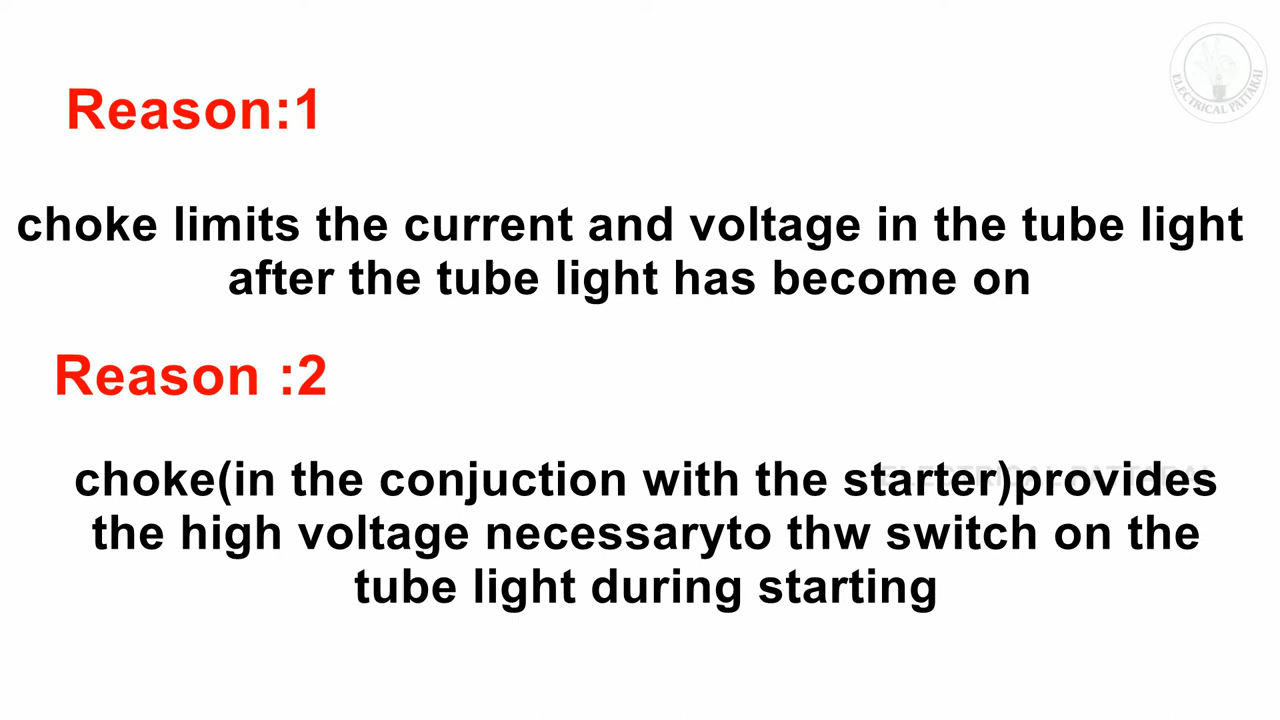 ELECTRICAL PATTARAI
Reason:1
choke limits the current and voltage in the tube light
after the tube light has become on
Reason :2
choke(in the conjuction with the starter)provides
the high voltage necessaryto thw switch on the
tube light during starting